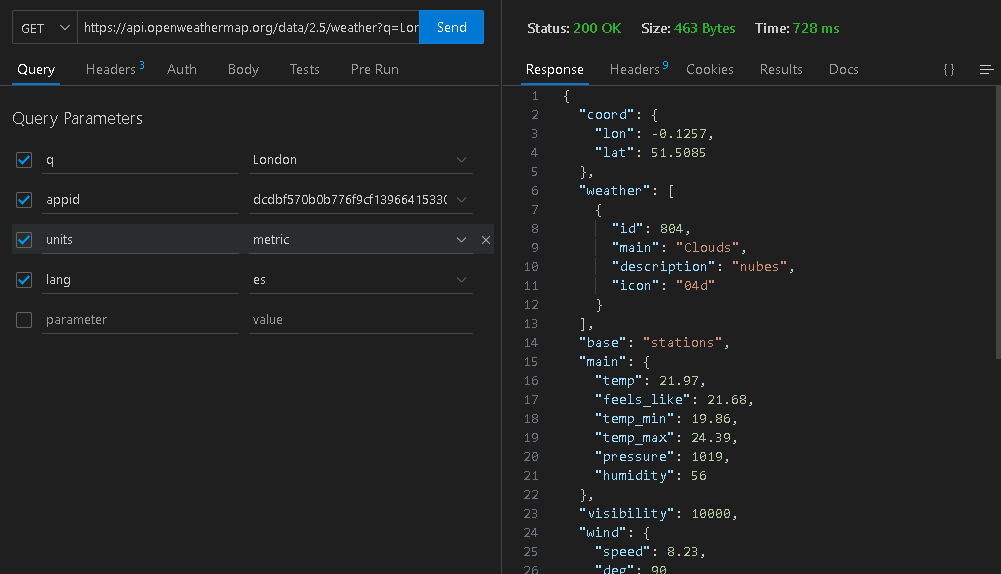 GET https://api.openweathermap.org/data/2.5/weather?q=Lon Send
Query Headers 3 Auth Body Tests Pre Run
Query Parameters
q London
appid
units metric
lang es
parameter value
Status: 200 OK Size: 463 Bytes Time: 728 ms
Response Headers 9 Cookies Results Docs {}
1 {
2 "coord": {
3 "lon": -0.1257,
4 "lat": 51.5085
5 },
6 "weather": [
7 {
8 "id": 804,
9 "main": "Clouds",
10 "description": "nubes",
11 "icon": "04d"
12 }
13 ],
14 "base": "stations",
15 "main": {
16 "temp": 21.97,
17 "feels_like": 21.68,
18 "temp_min": 19.86,
19 "temp_max": 24.39,
20 "pressure": 1019,
21 "humidity": 56
22 },
23 "visibility": 10000,
24 "wind": {
25 "speed": 8.23,
26 "deg": 90